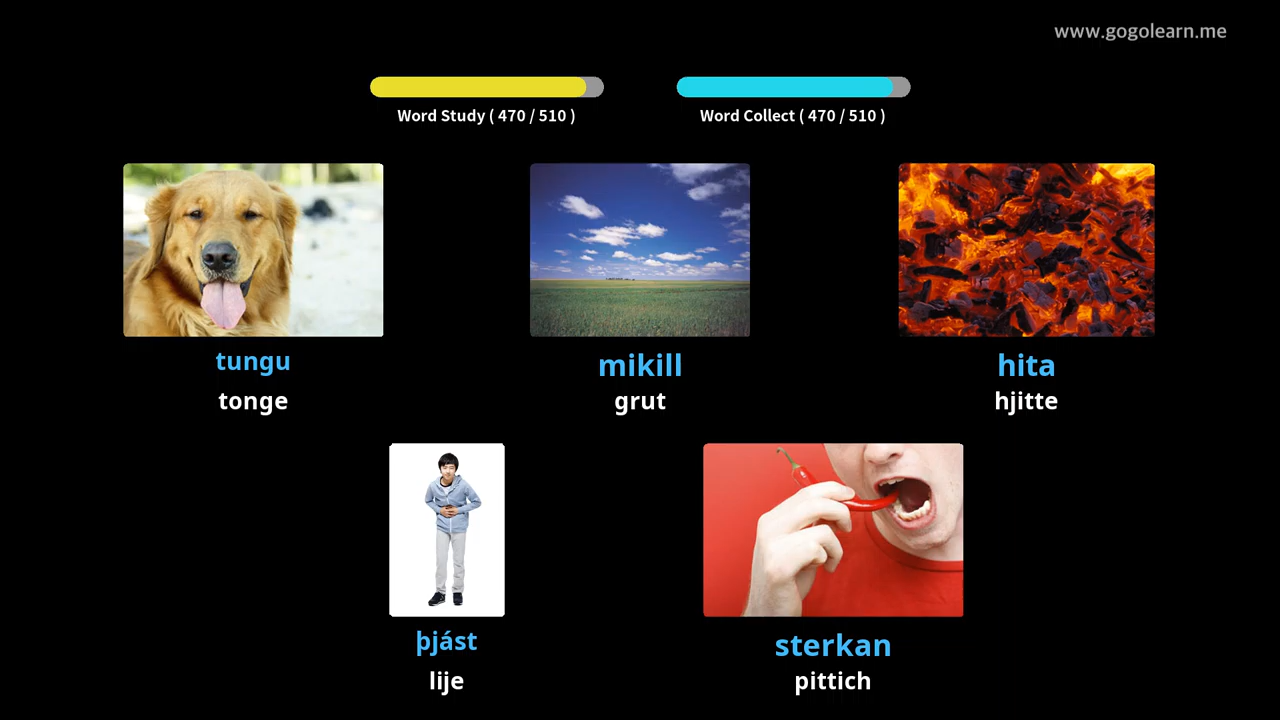 www.gogolearn.me
Word Study ( 470 / 510 )
Word Collect ( 470 / 510 )
tungu
tonge
mikill
grut
hita
hjitte
þjást
lije
sterkan
pittich